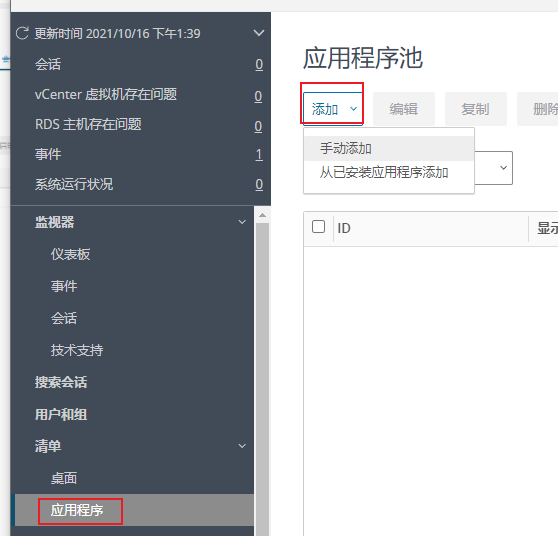 更新时间 2021/10/16 下午1:39
会话 0
vCenter 虚拟机存在问题 0
RDS 主机存在问题 0
事件 1
系统运行状况 0
监视器
仪表板
事件
会话
技术支持
搜索会话
用户和组
清单
桌面
应用程序
应用程序池
添加 编辑 复制 删除
手动添加
从已安装应用程序添加
ID 显示